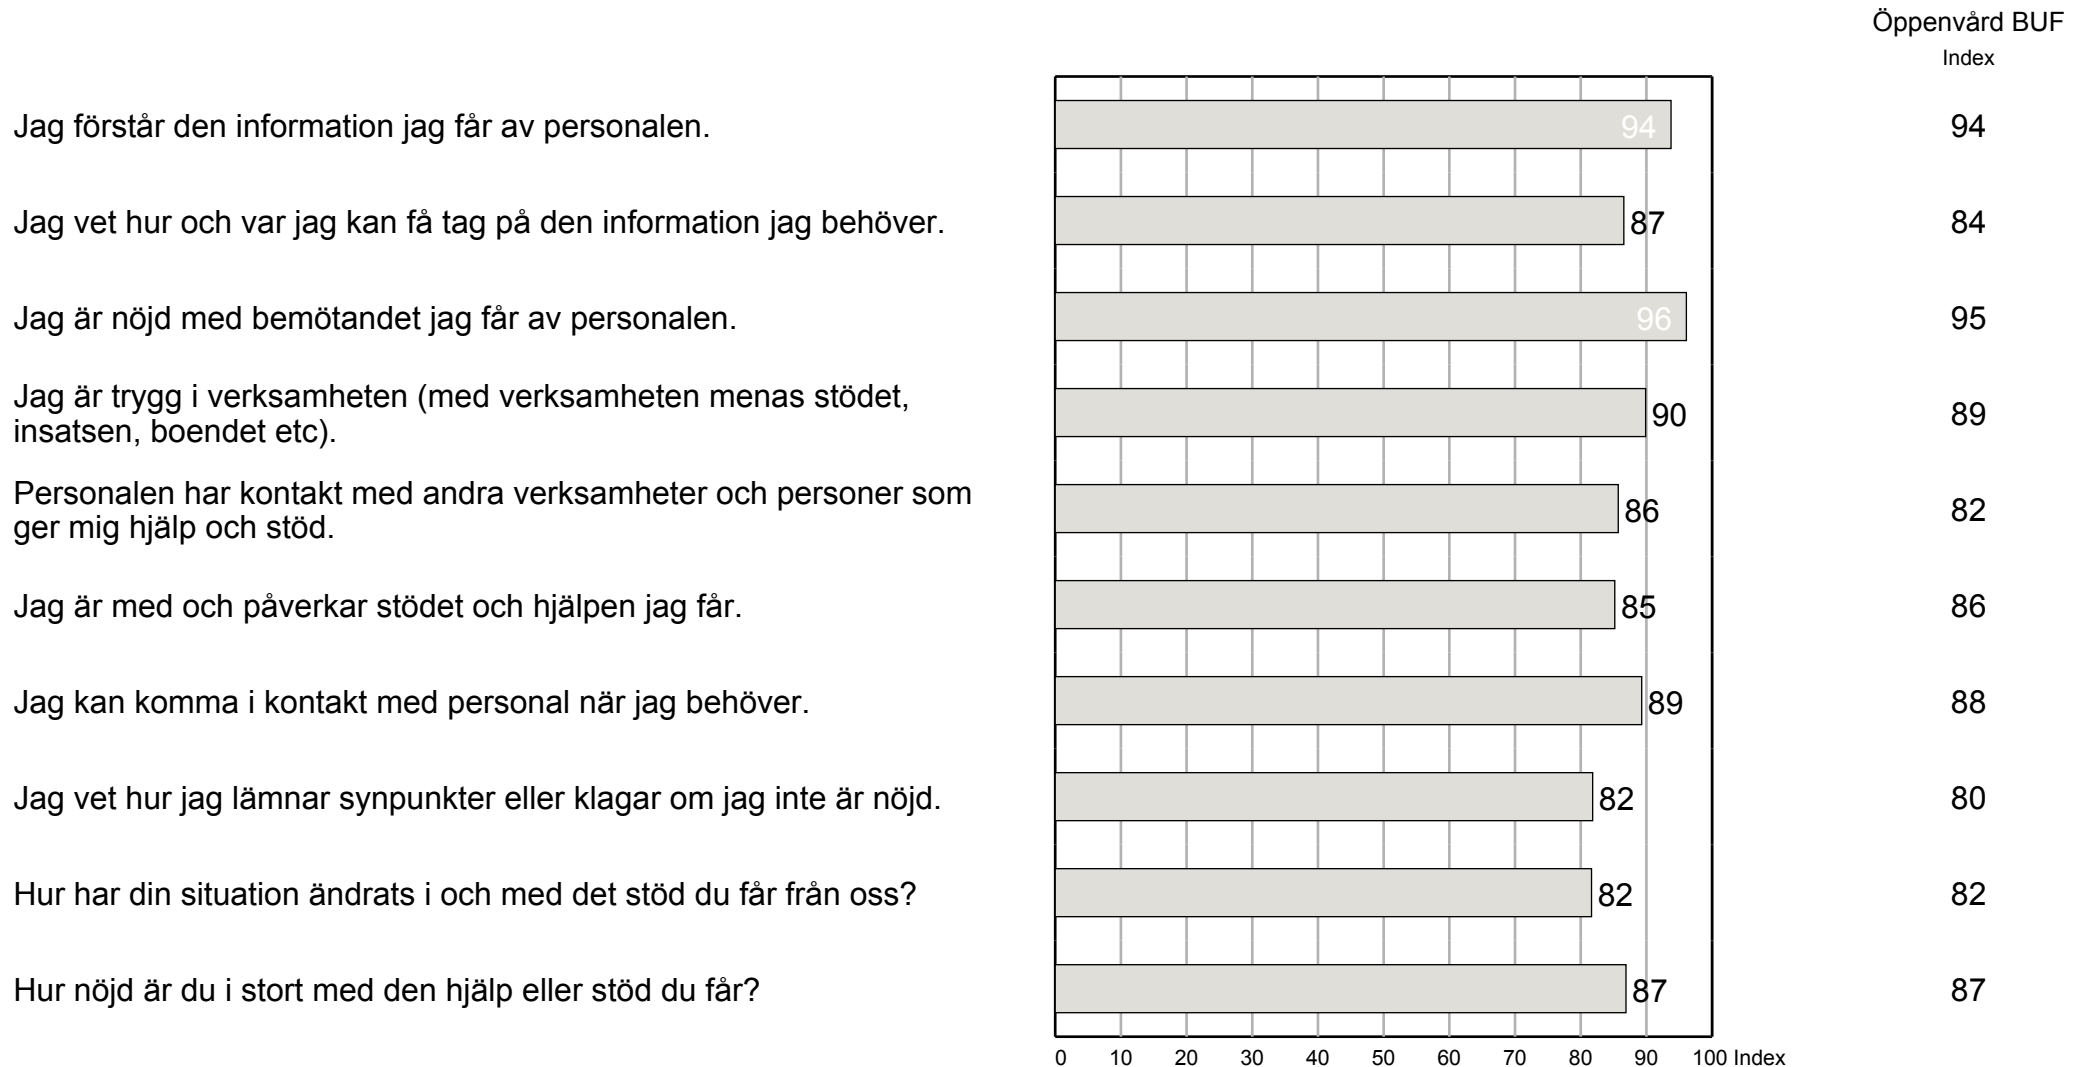 Öppenvård BUF
Index
Jag förstår den information jag får av personalen. 94 94
Jag vet hur och var jag kan få tag på den information jag behöver. 87 84
Jag är nöjd med bemötandet jag får av personalen. 96 95
Jag är trygg i verksamheten (med verksamheten menas stödet,
insatsen, boendet etc). 90 89
Personalen har kontakt med andra verksamheter och personer som
ger mig hjälp och stöd. 86 82
Jag är med och påverkar stödet och hjälpen jag får. 85 86
Jag kan komma i kontakt med personal när jag behöver. 89 88
Jag vet hur jag lämnar synpunkter eller klagar om jag inte är nöjd. 82 80
Hur har din situation ändrats i och med det stöd du får från oss? 82 82
Hur nöjd är du i stort med den hjälp eller stöd du får? 87 87
0 10 20 30 40 50 60 70 80 90 100 Index